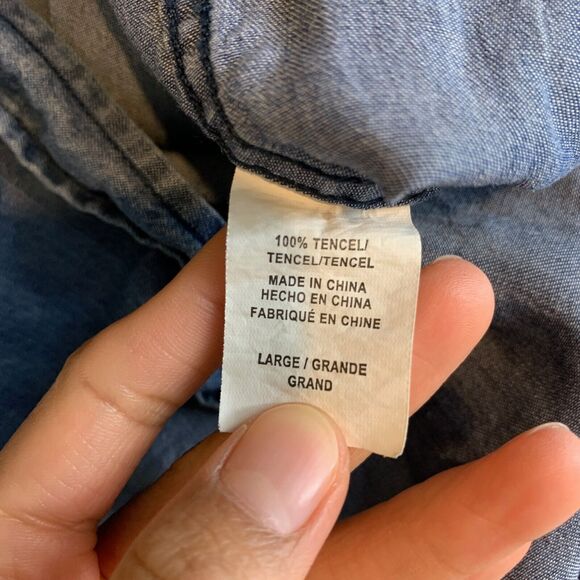 100% TENCEL/
TENCEL/TENCEL
MADE IN CHINA
HECHO EN CHINA
FABRIQUÉ EN CHINE
LARGE / GRANDE
GRAND